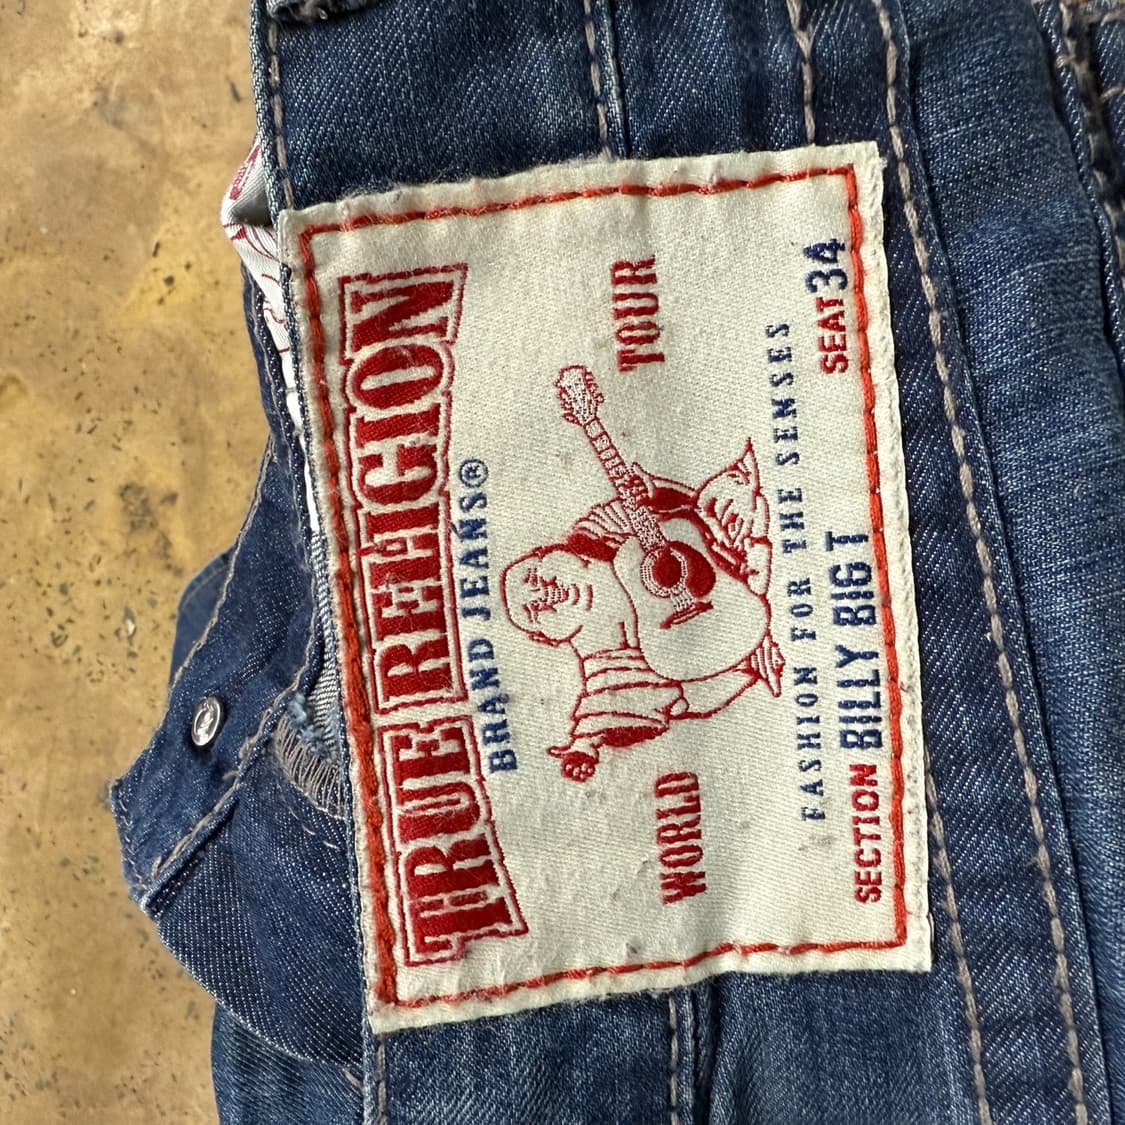 TRUE RELIGION
BRAND JEANS®
WORLD TOUR
FASHION FOR THE SENSES
SECTION BILLY BIG T SEAT 34